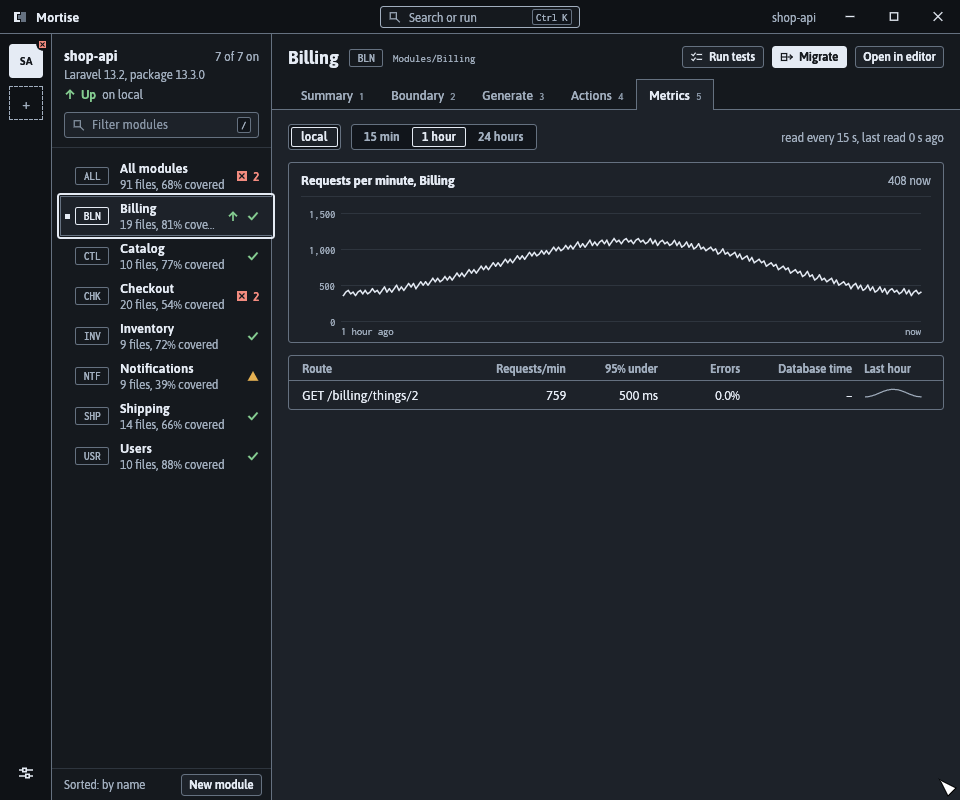 Mortise
Search or run Ctrl K
shop-api
SA
+
shop-api 7 of 7 on
Laravel 13.2, package 13.3.0
Up on local
Filter modules /
ALL All modules 2
91 files, 68% covered
BLN Billing
19 files, 81% cove…
CTL Catalog
10 files, 77% covered
CHK Checkout 2
20 files, 54% covered
INV Inventory
9 files, 72% covered
NTF Notifications
9 files, 39% covered
SHP Shipping
14 files, 66% covered
USR Users
10 files, 88% covered
Sorted: by name New module
Billing BLN Modules/Billing Run tests Migrate Open in editor
Summary 1 Boundary 2 Generate 3 Actions 4 Metrics 5
local 15 min 1 hour 24 hours read every 15 s, last read 0 s ago
Requests per minute, Billing 408 now
1,500
1,000
500
0
1 hour ago now
Route Requests/min 95% under Errors Database time Last hour
GET /billing/things/2 759 500 ms 0.0% –